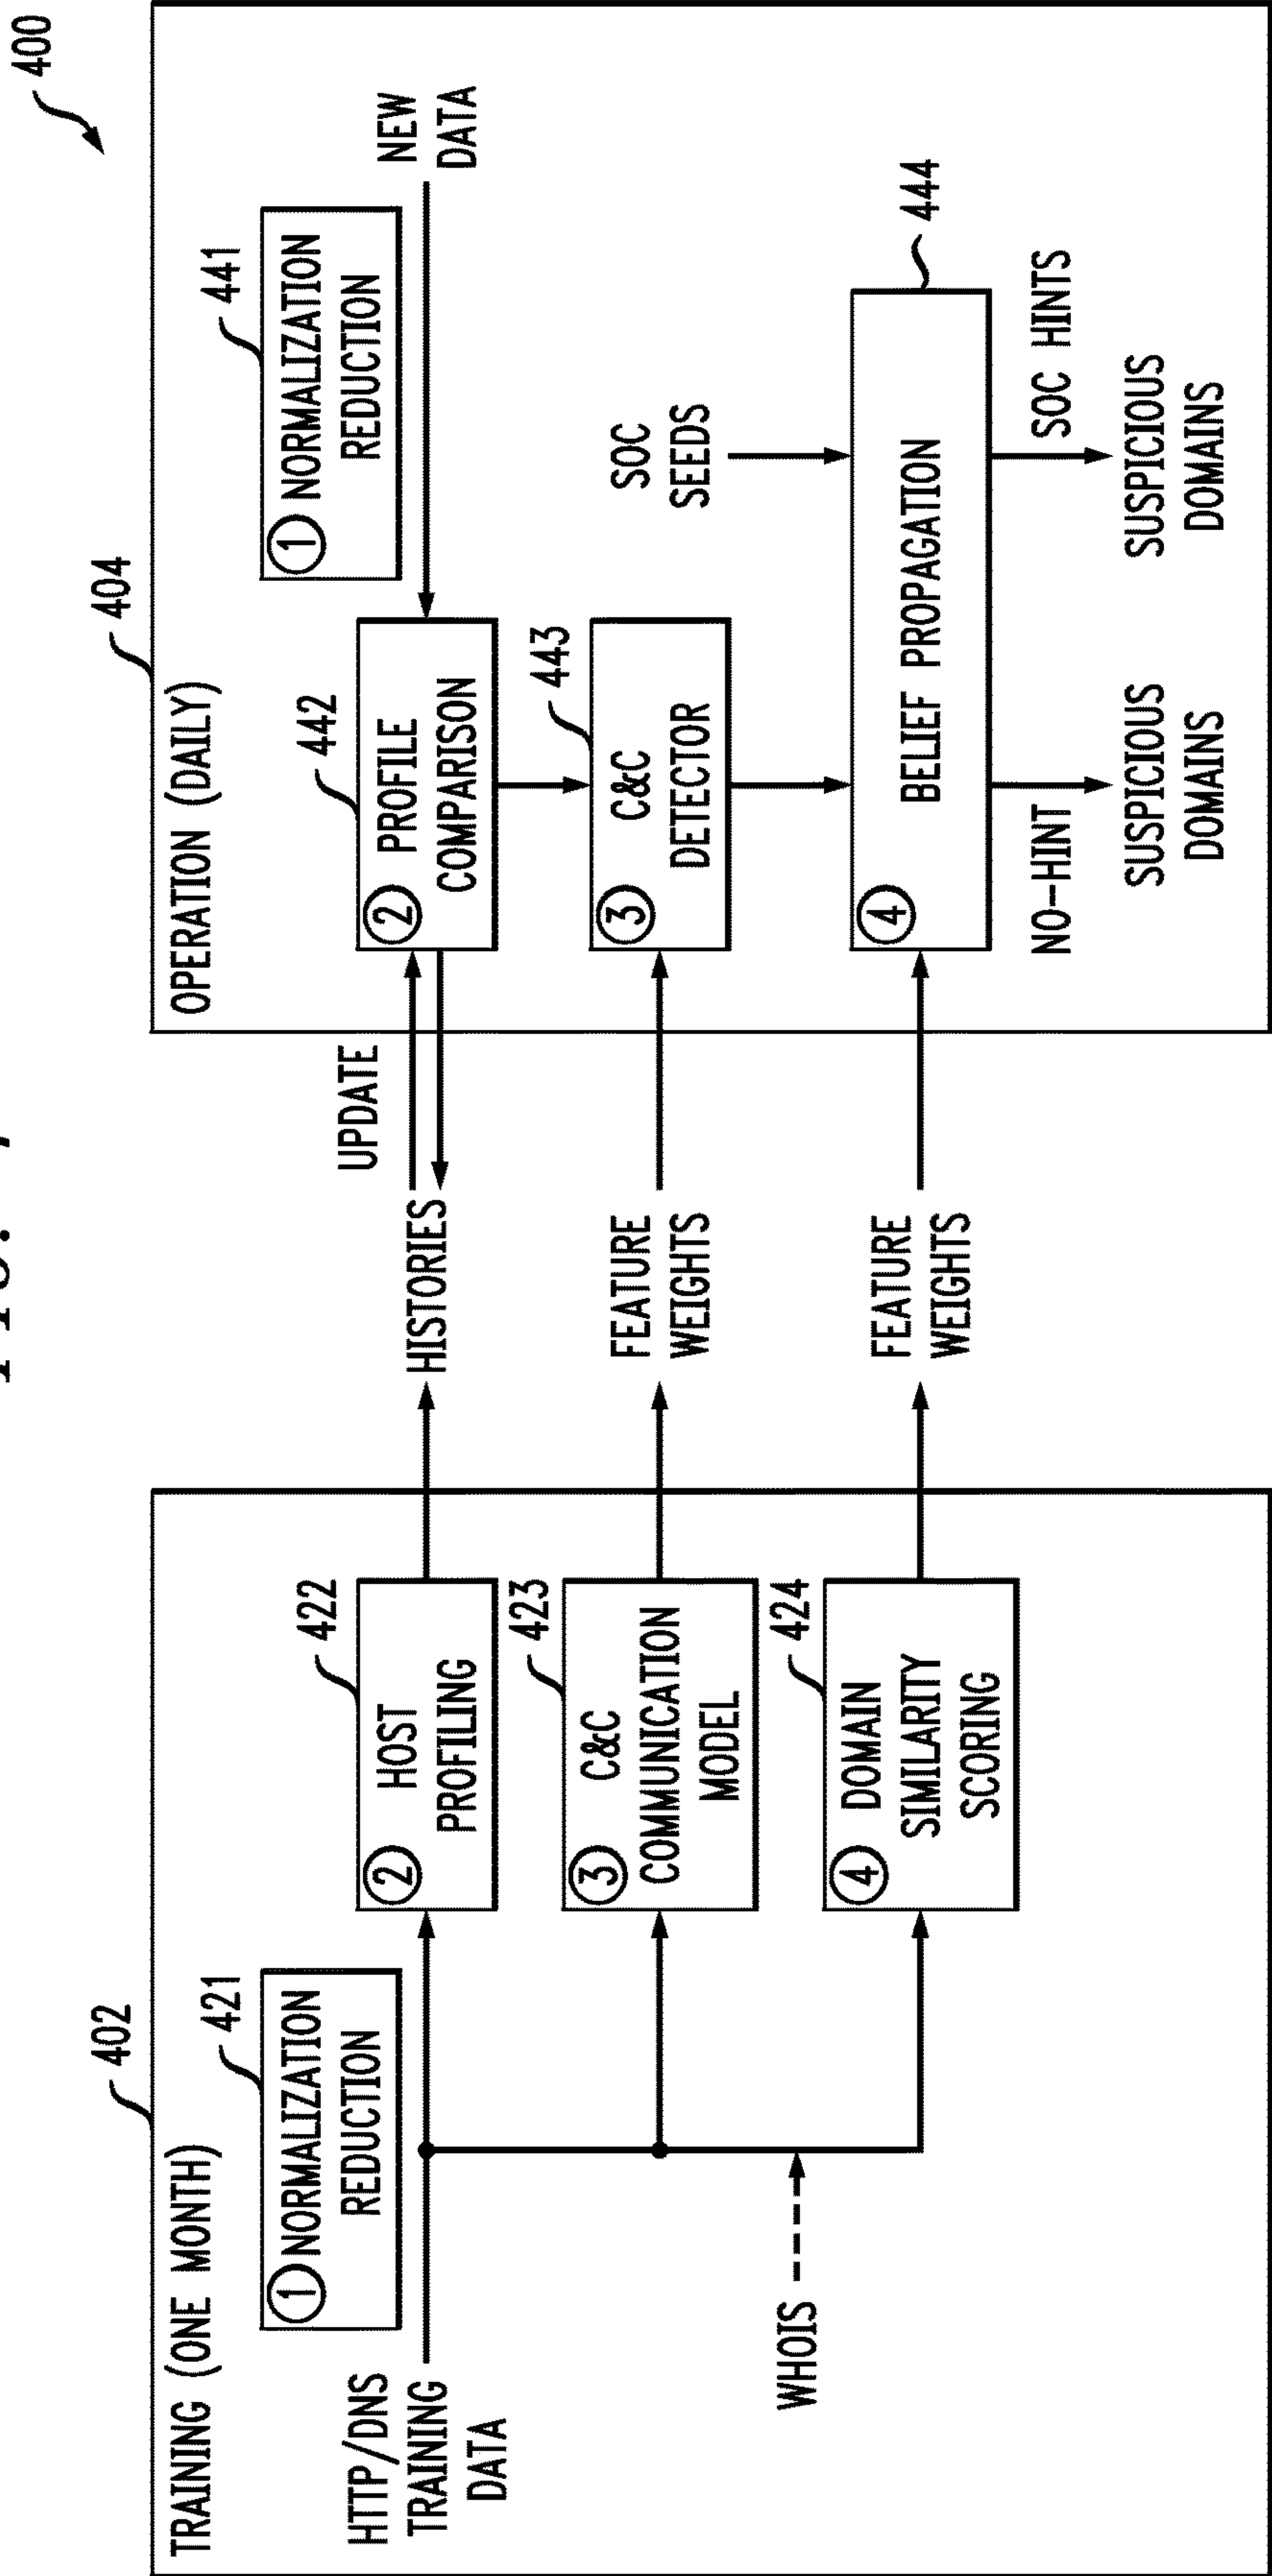 400
402
TRAINING (ONE MONTH)
421
1 NORMALIZATION
REDUCTION
HTTP/DNS
TRAINING
DATA
WHOIS
422
2 HOST
PROFILING
423
3 C&C
COMMUNICATION
MODEL
424
4 DOMAIN
SIMILARITY
SCORING
UPDATE
HISTORIES
FEATURE
WEIGHTS
FEATURE
WEIGHTS
404
OPERATION (DAILY)
441
1 NORMALIZATION
REDUCTION
NEW
DATA
442
2 PROFILE
COMPARISON
443
3 C&C
DETECTOR
SOC
SEEDS
444
4 BELIEF PROPAGATION
NO-HINT
SUSPICIOUS
DOMAINS
SOC HINTS
SUSPICIOUS
DOMAINS